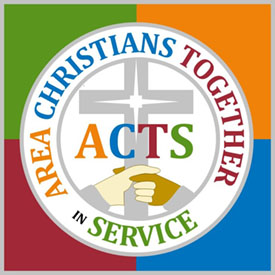 AREA CHRISTIANS TOGETHER
IN SERVICE
ACTS